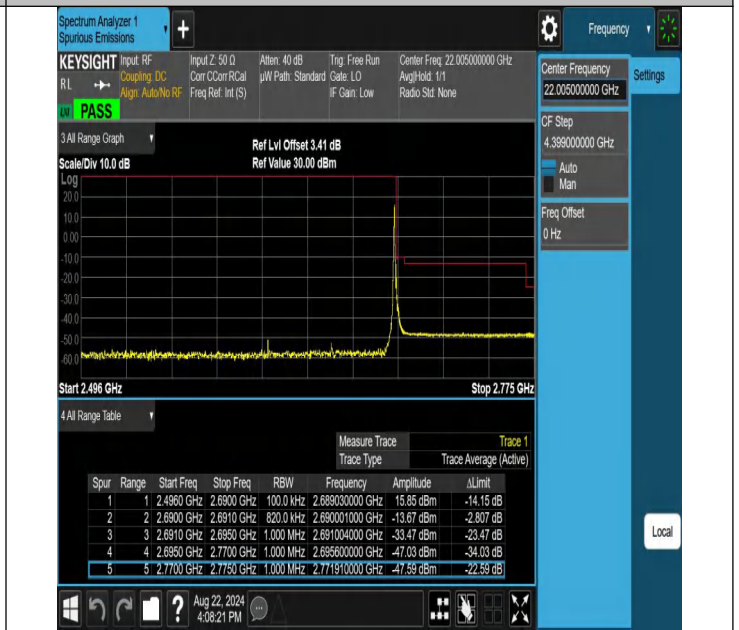 Spectrum Analyzer 1
Spurious Emissions
+
Frequency
KEYSIGHT Input: RF Input Z: 50 Ω Atten: 40 dB Trig: Free Run Center Freq: 22.005000000 GHz
RL Coupling: DC Corr CCorr RCal µW Path: Standard Gate: LO Avg|Hold: 1/1
Align: Auto/No RF Freq Ref: Int (S) IF Gain: Low Radio Std: None
PASS
Center Frequency
22.005000000 GHz
Settings
CF Step
4.399000000 GHz
Auto
Man
Freq Offset
0 Hz
3 All Range Graph
Ref Lvl Offset 3.41 dB
Scale/Div 10.0 dB Ref Value 30.00 dBm
Log
20.0
10.0
0.00
-10.0
-20.0
-30.0
-40.0
-50.0
-60.0
Start 2.496 GHz Stop 2.775 GHz
4 All Range Table
Measure Trace Trace 1
Trace Type Trace Average (Active)
Spur Range Start Freq Stop Freq RBW Frequency Amplitude ΔLimit
1 1 2.4960 GHz 2.6900 GHz 100.0 kHz 2.689030000 GHz 15.85 dBm -14.15 dB
2 2 2.6900 GHz 2.6910 GHz 820.0 kHz 2.690001000 GHz -13.67 dBm -2.807 dB
3 3 2.6910 GHz 2.6950 GHz 1.000 MHz 2.691004000 GHz -33.47 dBm -23.47 dB
4 4 2.6950 GHz 2.7700 GHz 1.000 MHz 2.695600000 GHz -47.03 dBm -34.03 dB
5 5 2.7700 GHz 2.7750 GHz 1.000 MHz 2.771910000 GHz -47.59 dBm -22.59 dB
Local
? Aug 22, 2024
4:08:21 PM